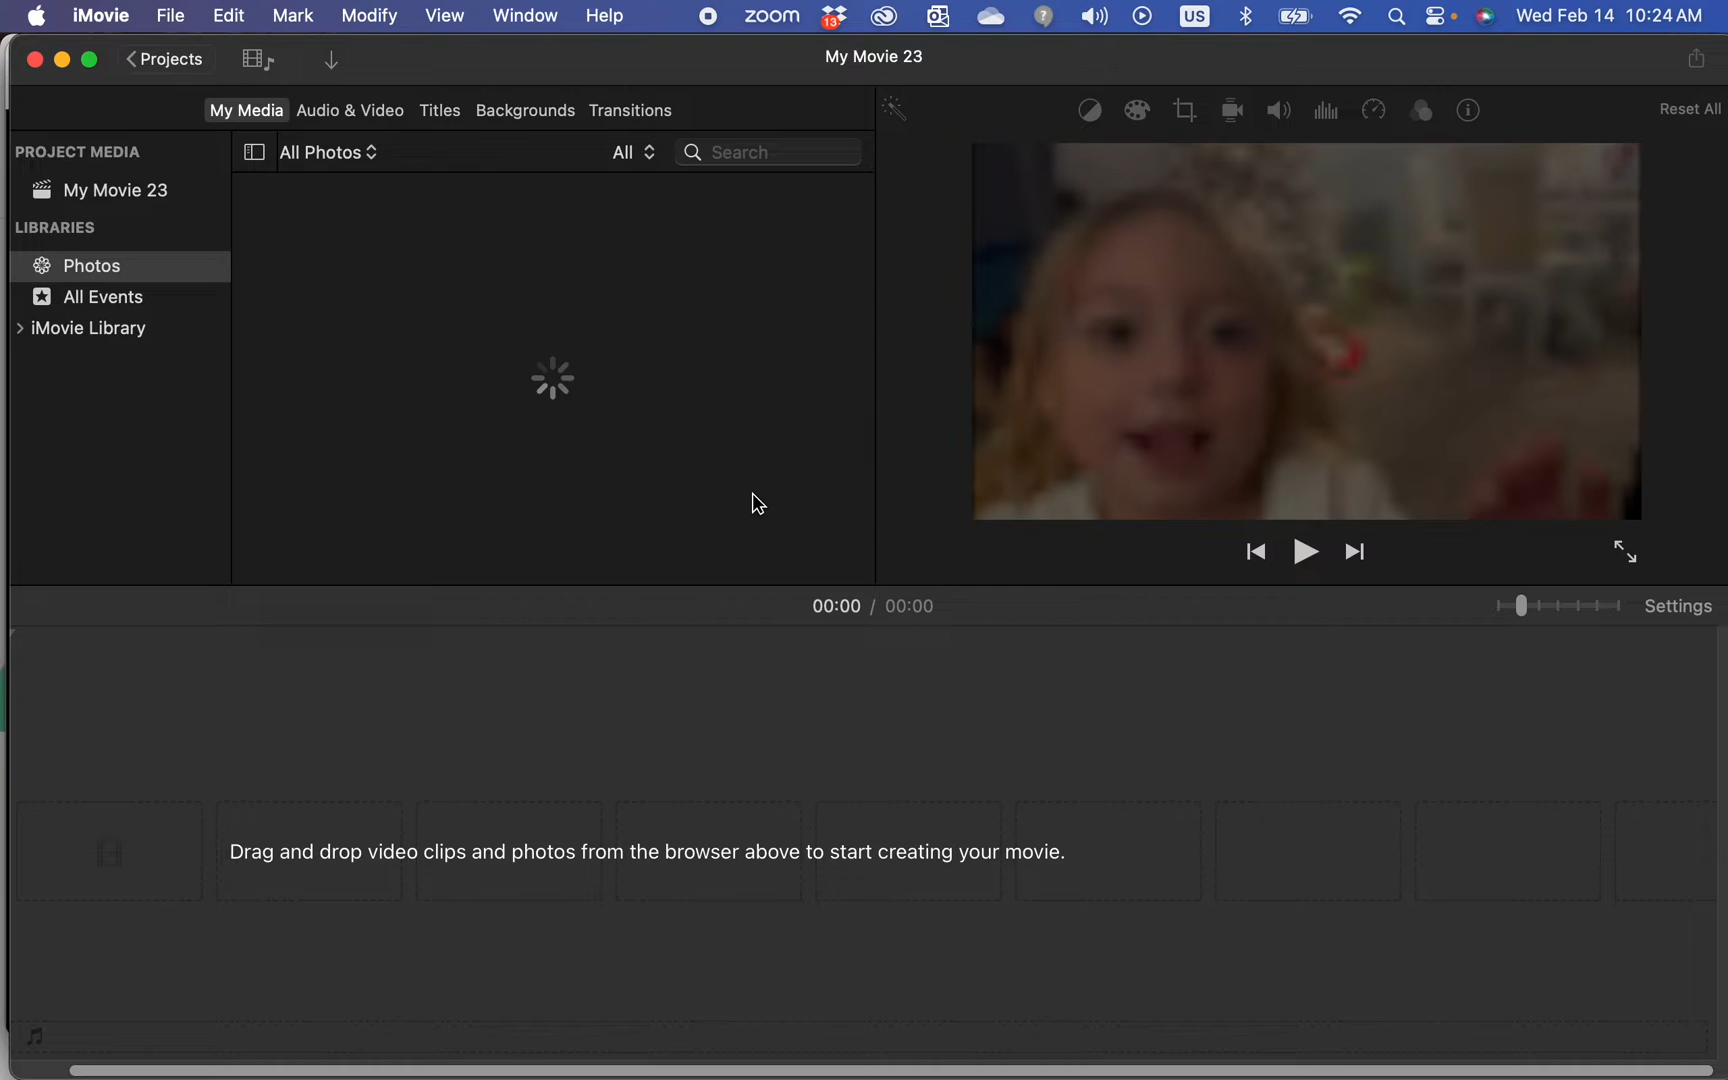 iMovie File Edit Mark Modify View Window Help zoom 13 ? US Wed Feb 14 10:24 AM
Projects My Movie 23
My Media Audio & Video Titles Backgrounds Transitions Reset All
PROJECT MEDIA All Photos All Search
My Movie 23
LIBRARIES
Photos
All Events
iMovie Library
00:00 / 00:00 Settings
Drag and drop video clips and photos from the browser above to start creating your movie.